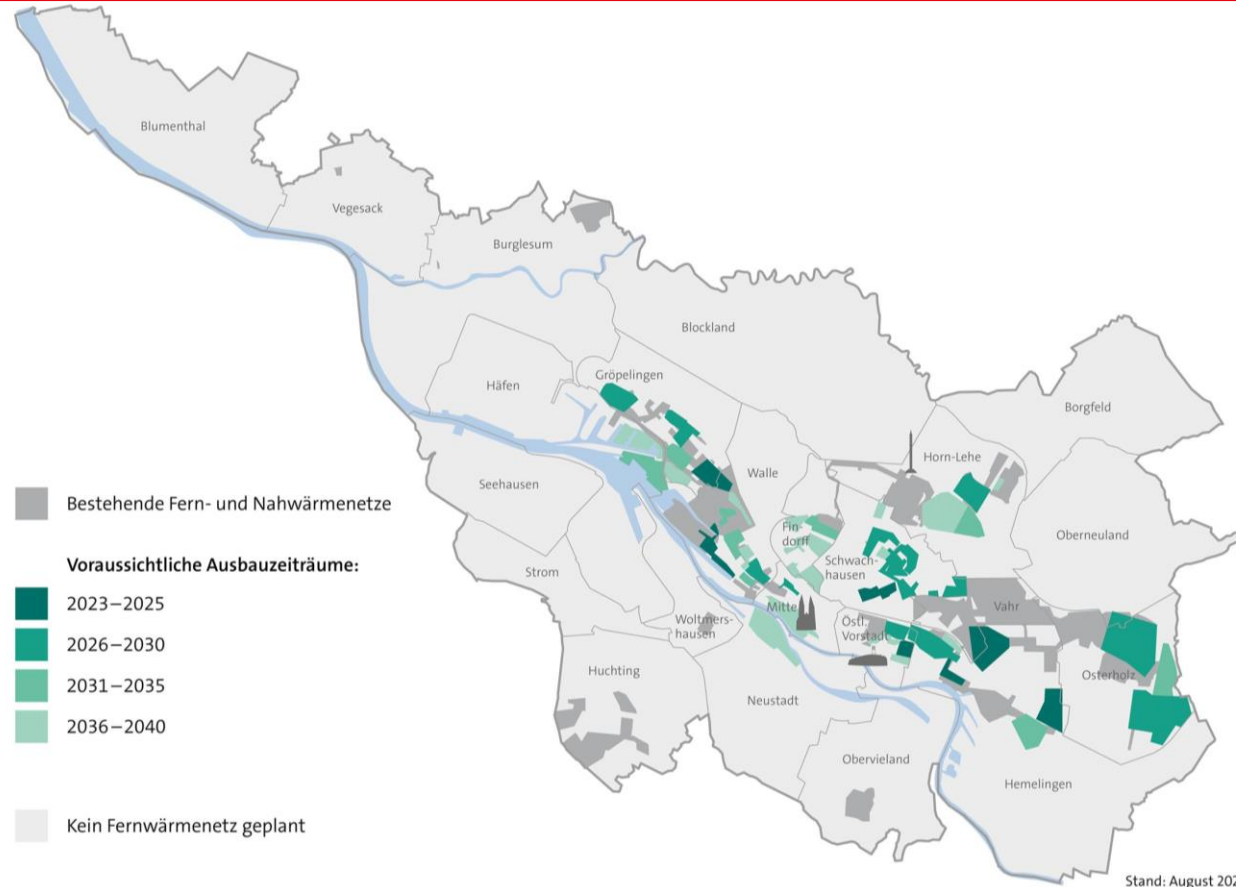 Blumenthal
Vegesack
Burglesum
Blockland
Gröpelingen
Häfen
Borgfeld
Horn-Lehe
Walle
Seehausen
Bestehende Fern- und Nahwärmenetze
Fin-
dorff
Oberneuland
Schwach-
hausen
Voraussichtliche Ausbauzeiträume:
Strom
2023–2025
Mitte
Vahr
Woltmers-
hausen
Östl.
Vorstadt
2026–2030
Huchting
Osterholz
2031–2035
Neustadt
2036–2040
Obervieland
Hemelingen
Kein Fernwärmenetz geplant
Stand: August